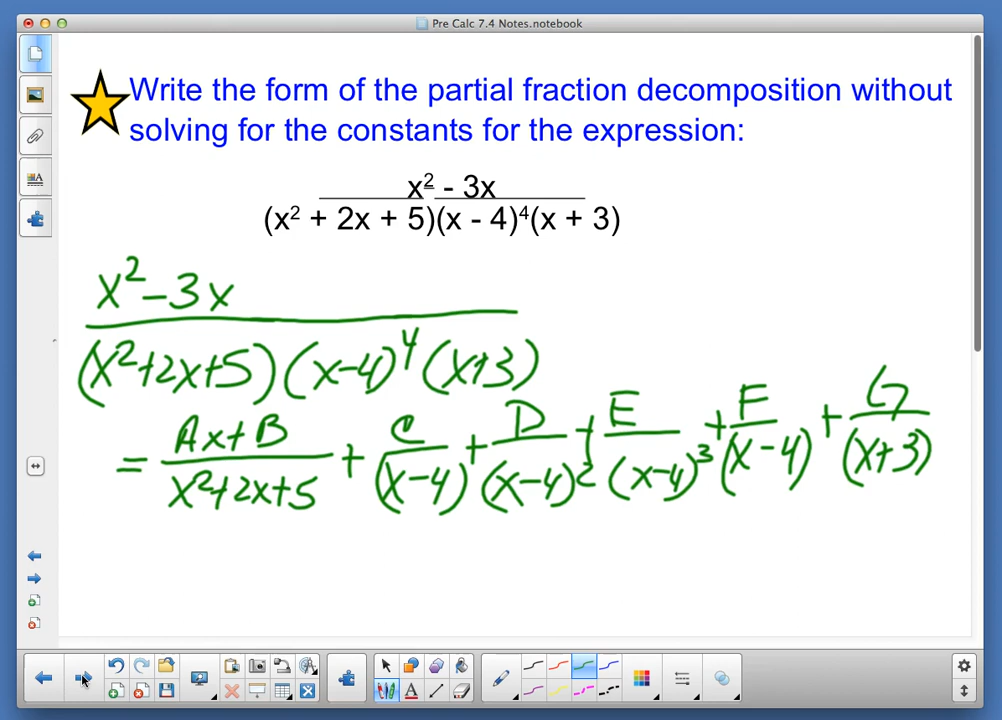 Pre Calc 7.4 Notes.notebook
Write the form of the partial fraction decomposition without
solving for the constants for the expression:
x² - 3x
(x² + 2x + 5)(x - 4)⁴(x + 3)
x² - 3x
(x²+2x+5)(x-4)⁴(x+3)
= Ax+B + C + D + E + F + G
x²+2x+5 (x-4) (x-4)² (x-4)³ (x-4) (x+3)
A